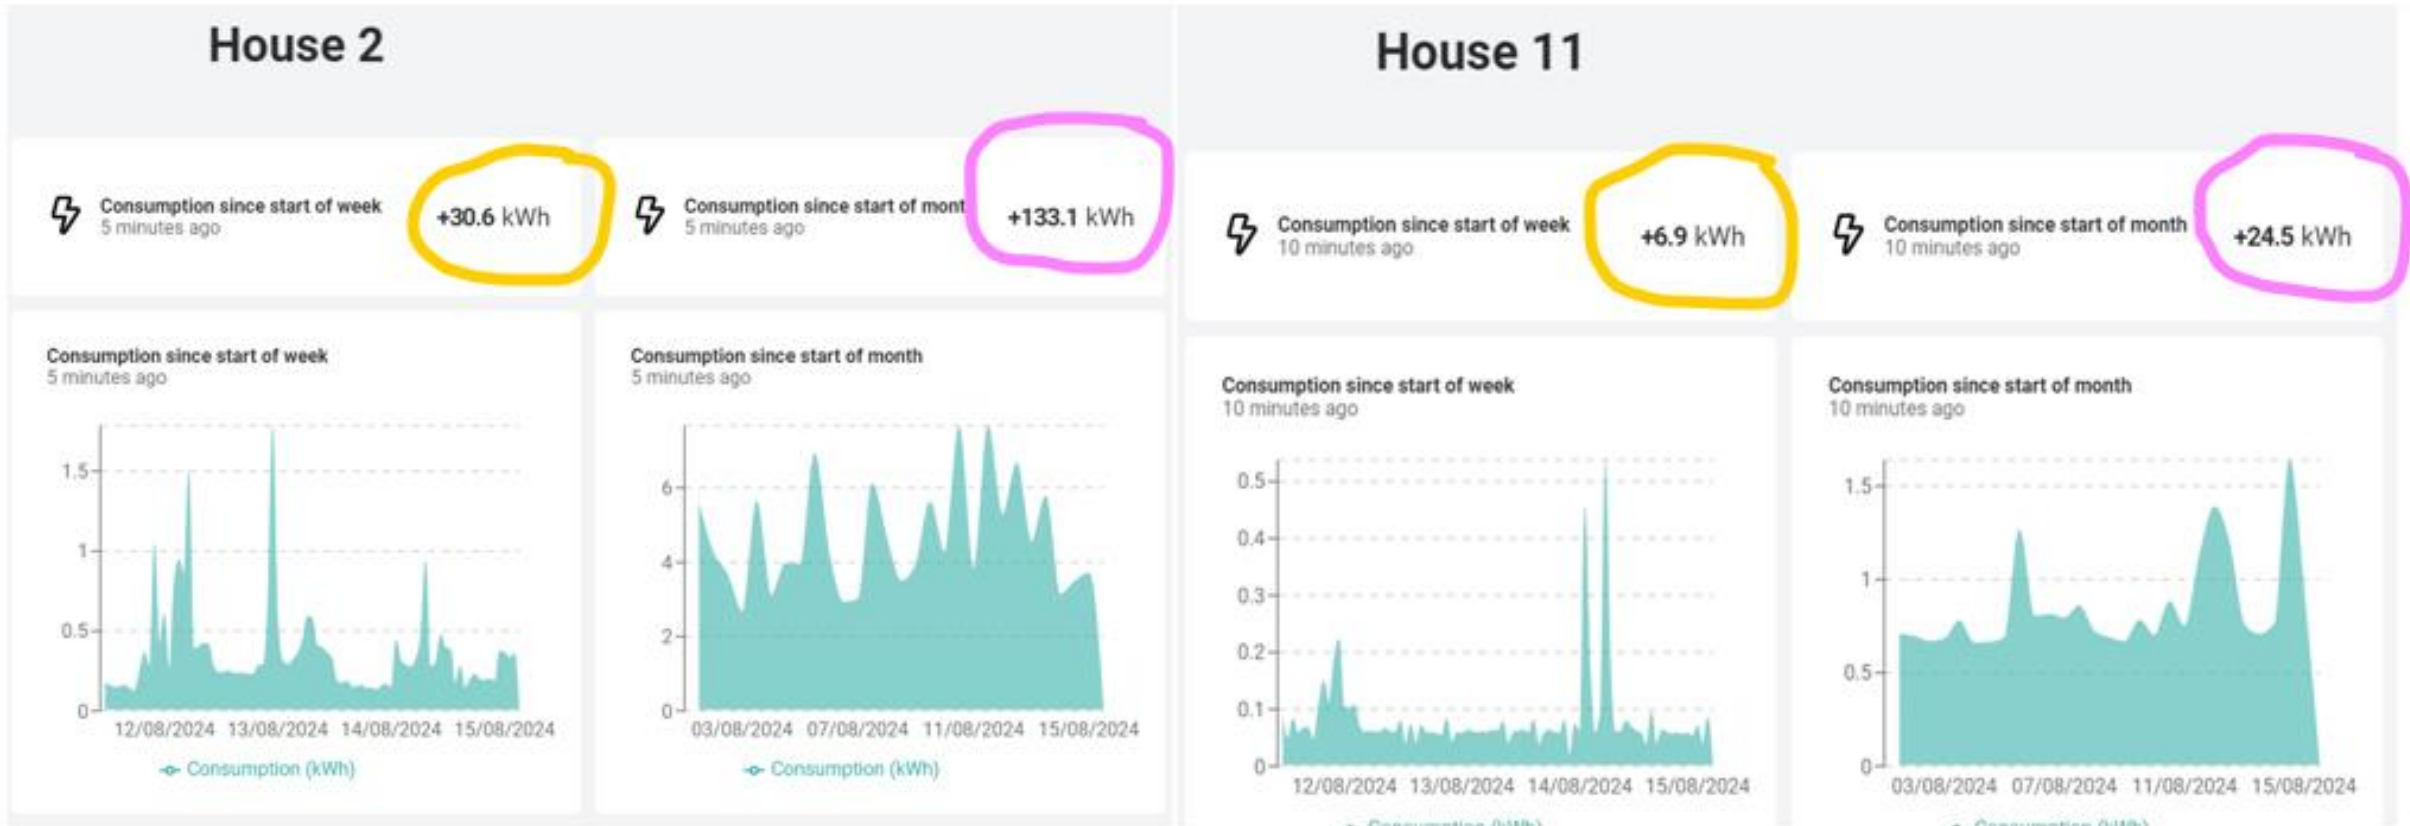 House 2
Consumption since start of week
5 minutes ago
+30.6 kWh
Consumption since start of mont
5 minutes ago
+133.1 kWh
Consumption since start of week
5 minutes ago
1.5
1
0.5
0
12/08/2024 13/08/2024 14/08/2024 15/08/2024
Consumption (kWh)
Consumption since start of month
5 minutes ago
6
4
2
0
03/08/2024 07/08/2024 11/08/2024 15/08/2024
Consumption (kWh)
House 11
Consumption since start of week
10 minutes ago
+6.9 kWh
Consumption since start of month
10 minutes ago
+24.5 kWh
Consumption since start of week
10 minutes ago
0.5
0.4
0.3
0.2
0.1
0
12/08/2024 13/08/2024 14/08/2024 15/08/2024
Consumption (kWh)
Consumption since start of month
10 minutes ago
1.5
1
0.5
0
03/08/2024 07/08/2024 11/08/2024 15/08/2024
Consumption (kWh)